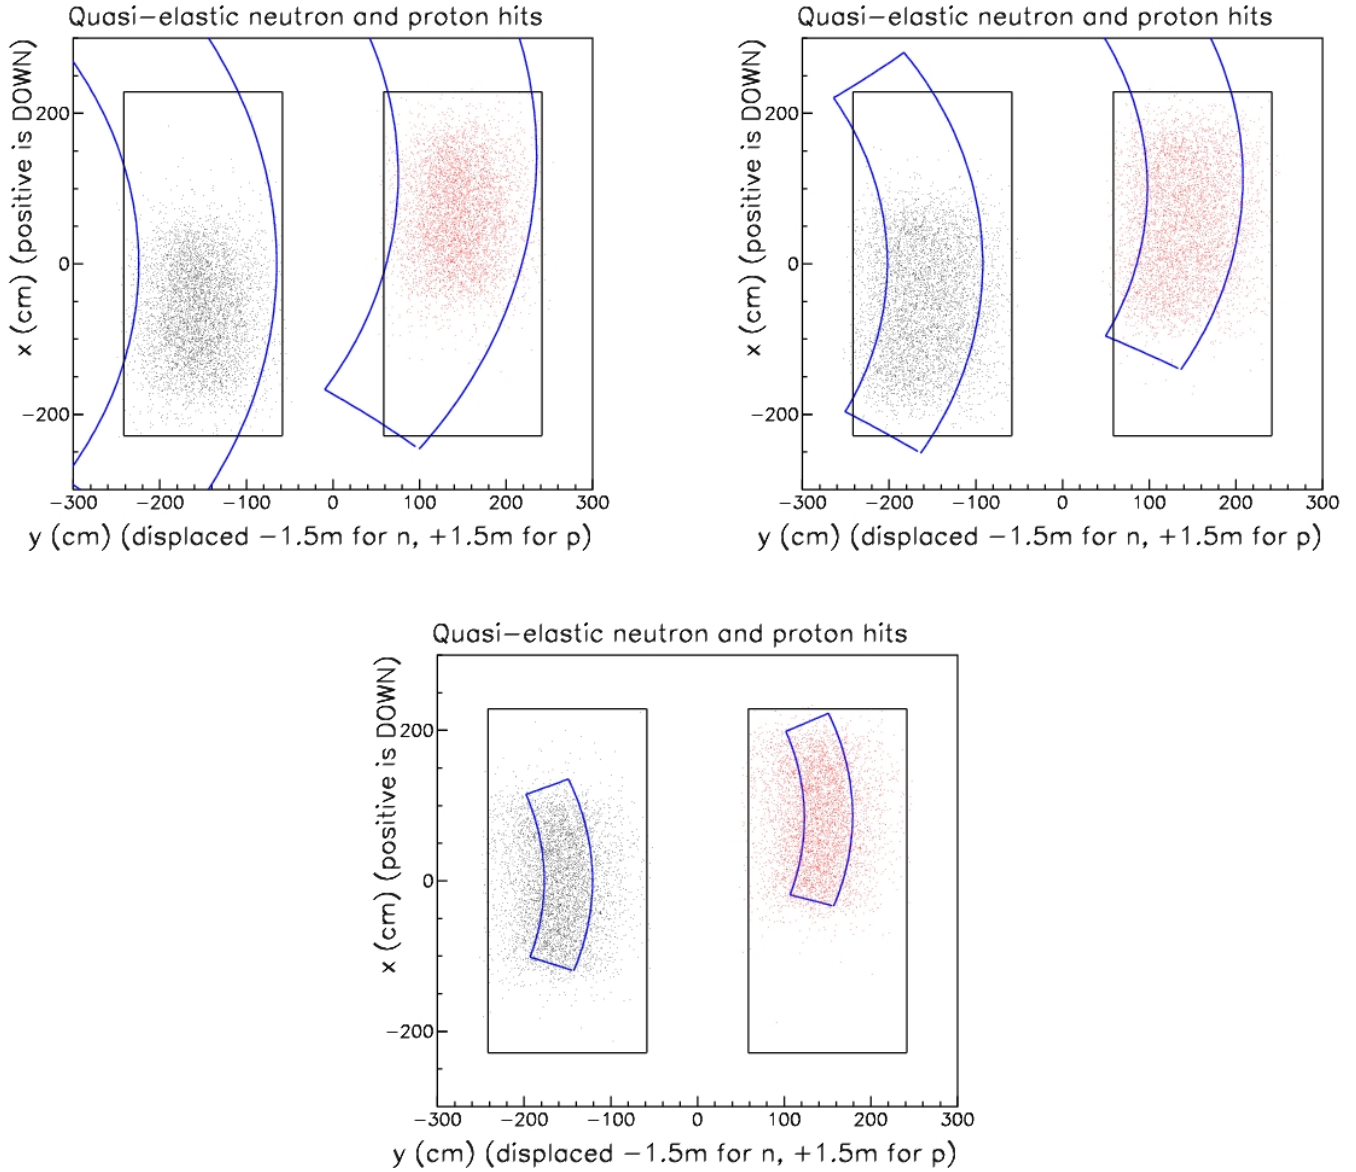 Quasi-elastic neutron and proton hits
x (cm) (positive is DOWN)
200
0
-200
-300 -200 -100 0 100 200 300
y (cm) (displaced -1.5m for n, +1.5m for p)
Quasi-elastic neutron and proton hits
x (cm) (positive is DOWN)
200
0
-200
-300 -200 -100 0 100 200 300
y (cm) (displaced -1.5m for n, +1.5m for p)
Quasi-elastic neutron and proton hits
x (cm) (positive is DOWN)
200
0
-200
-300 -200 -100 0 100 200 300
y (cm) (displaced -1.5m for n, +1.5m for p)